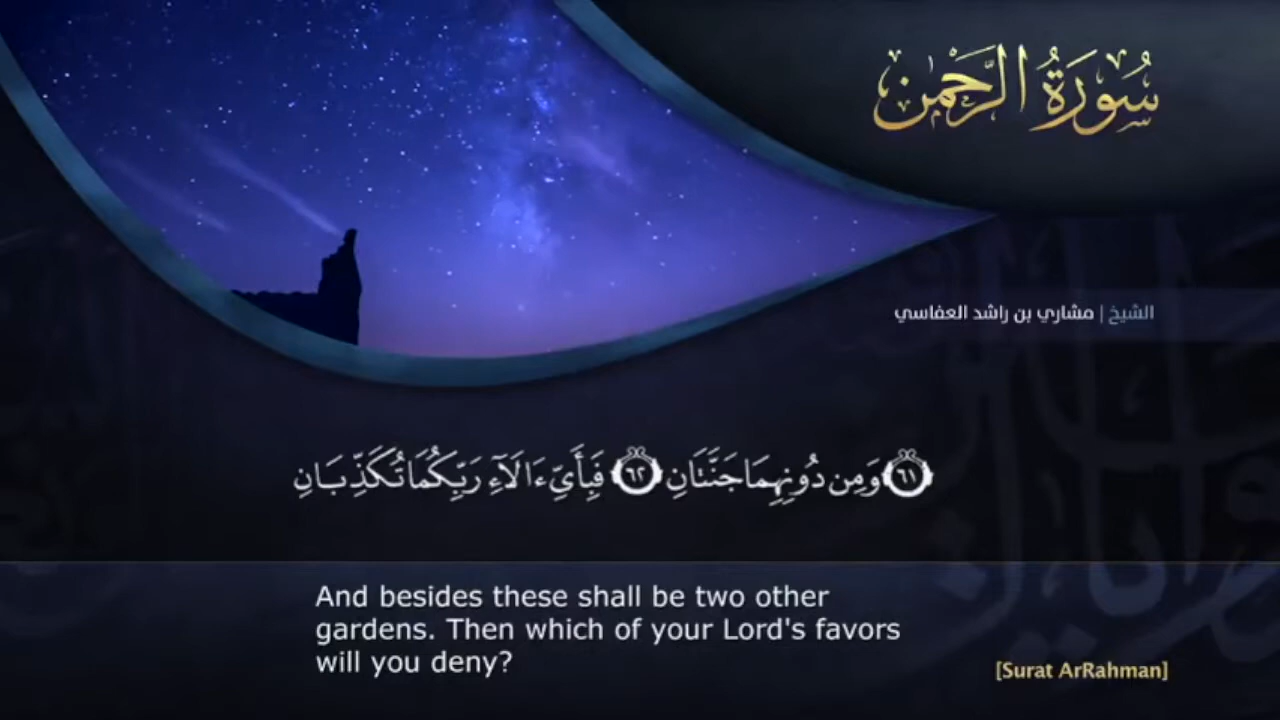 سُورَةُ الرَّحْمٰن
الشيخ | مشاري بن راشد العفاسي
٦١ وَمِن دُونِهِمَا جَنَّتَانِ ٦٢ فَبِأَيِّ ءَالَآءِ رَبِّكُمَا تُكَذِّبَانِ
And besides these shall be two other
gardens. Then which of your Lord's favors
will you deny?
[Surat ArRahman]